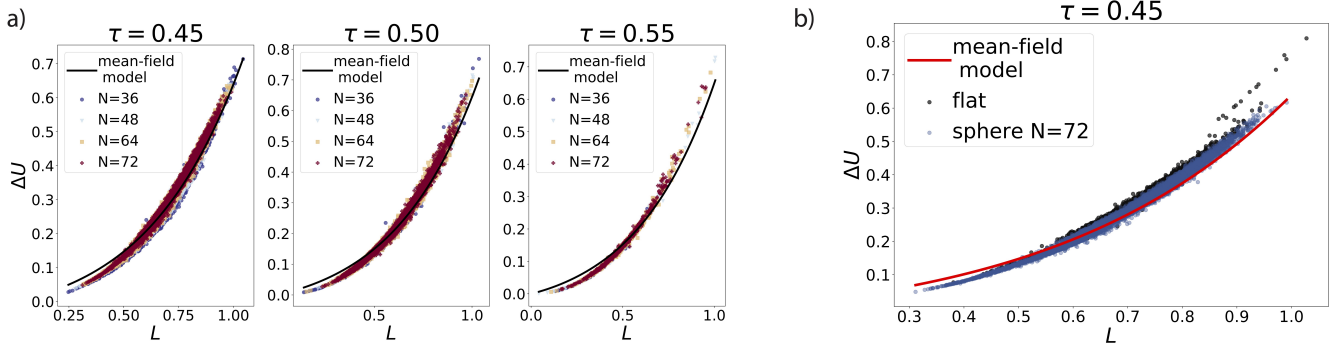 a)
τ = 0.45
ΔU
0.7
0.6
0.5
0.4
0.3
0.2
0.1
0.0
mean-field
model
N=36
N=48
N=64
N=72
0.25
0.50
0.75
1.00
L
τ = 0.50
0.8
0.7
0.6
0.5
0.4
0.3
0.2
0.1
0.0
mean-field
model
N=36
N=48
N=64
N=72
0.5
1.0
L
τ = 0.55
0.7
0.6
0.5
0.4
0.3
0.2
0.1
0.0
mean-field
model
N=36
N=48
N=64
N=72
0.0
0.5
1.0
L
b)
τ = 0.45
ΔU
0.8
0.7
0.6
0.5
0.4
0.3
0.2
0.1
mean-field
model
flat
sphere N=72
0.3
0.4
0.5
0.6
0.7
0.8
0.9
1.0
L